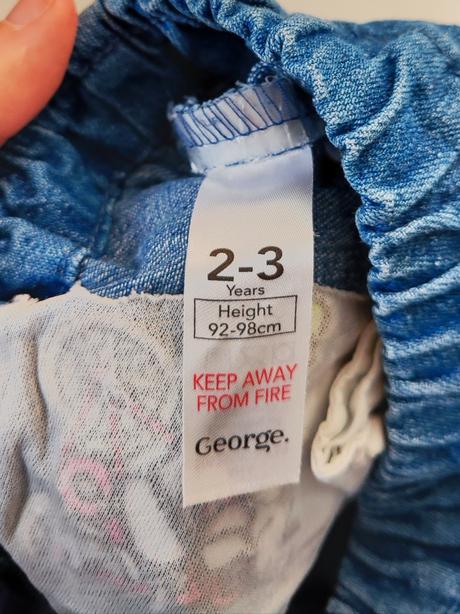 2-3
Years
Height
92-98cm
KEEP AWAY
FROM FIRE
George.